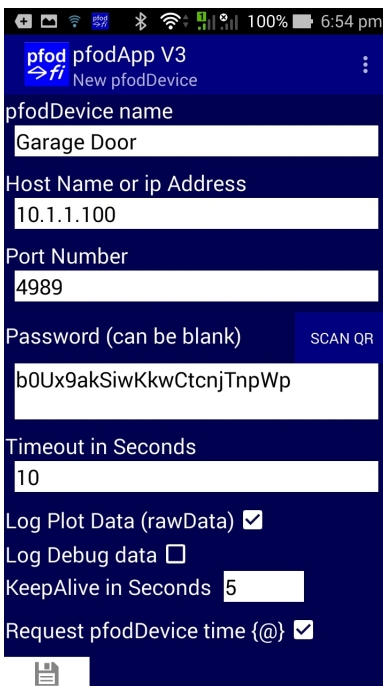 100% 6:54 pm
pfod pfodApp V3
fi New pfodDevice
pfodDevice name
Garage Door
Host Name or ip Address
10.1.1.100
Port Number
4989
Password (can be blank) SCAN QR
b0Ux9akSiwKkwCtcnjTnpWp
Timeout in Seconds
10
Log Plot Data (rawData)
Log Debug data
KeepAlive in Seconds 5
Request pfodDevice time {@}